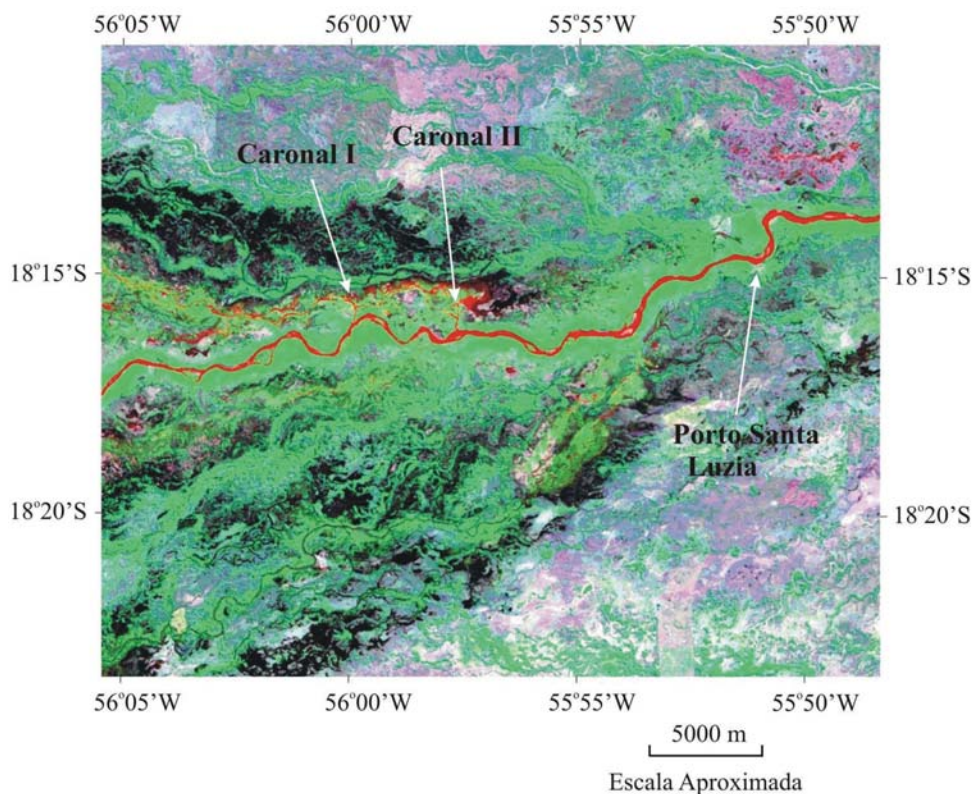 56°05’W 56°00’W 55°55’W 55°50’W
Caronal I
Caronal II
18°15’S 18°15’S
Porto Santa
Luzia
18°20’S 18°20’S
56°05’W 56°00’W 55°55’W 55°50’W
5000 m
Escala Aproximada